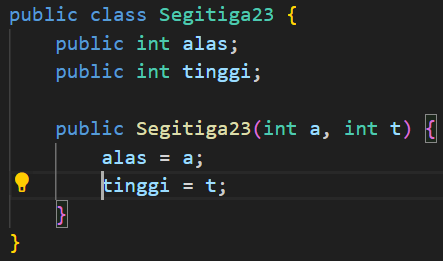 public class Segitiga23 {
    public int alas;
    public int tinggi;

    public Segitiga23(int a, int t) {
        alas = a;
        tinggi = t;
    }
}